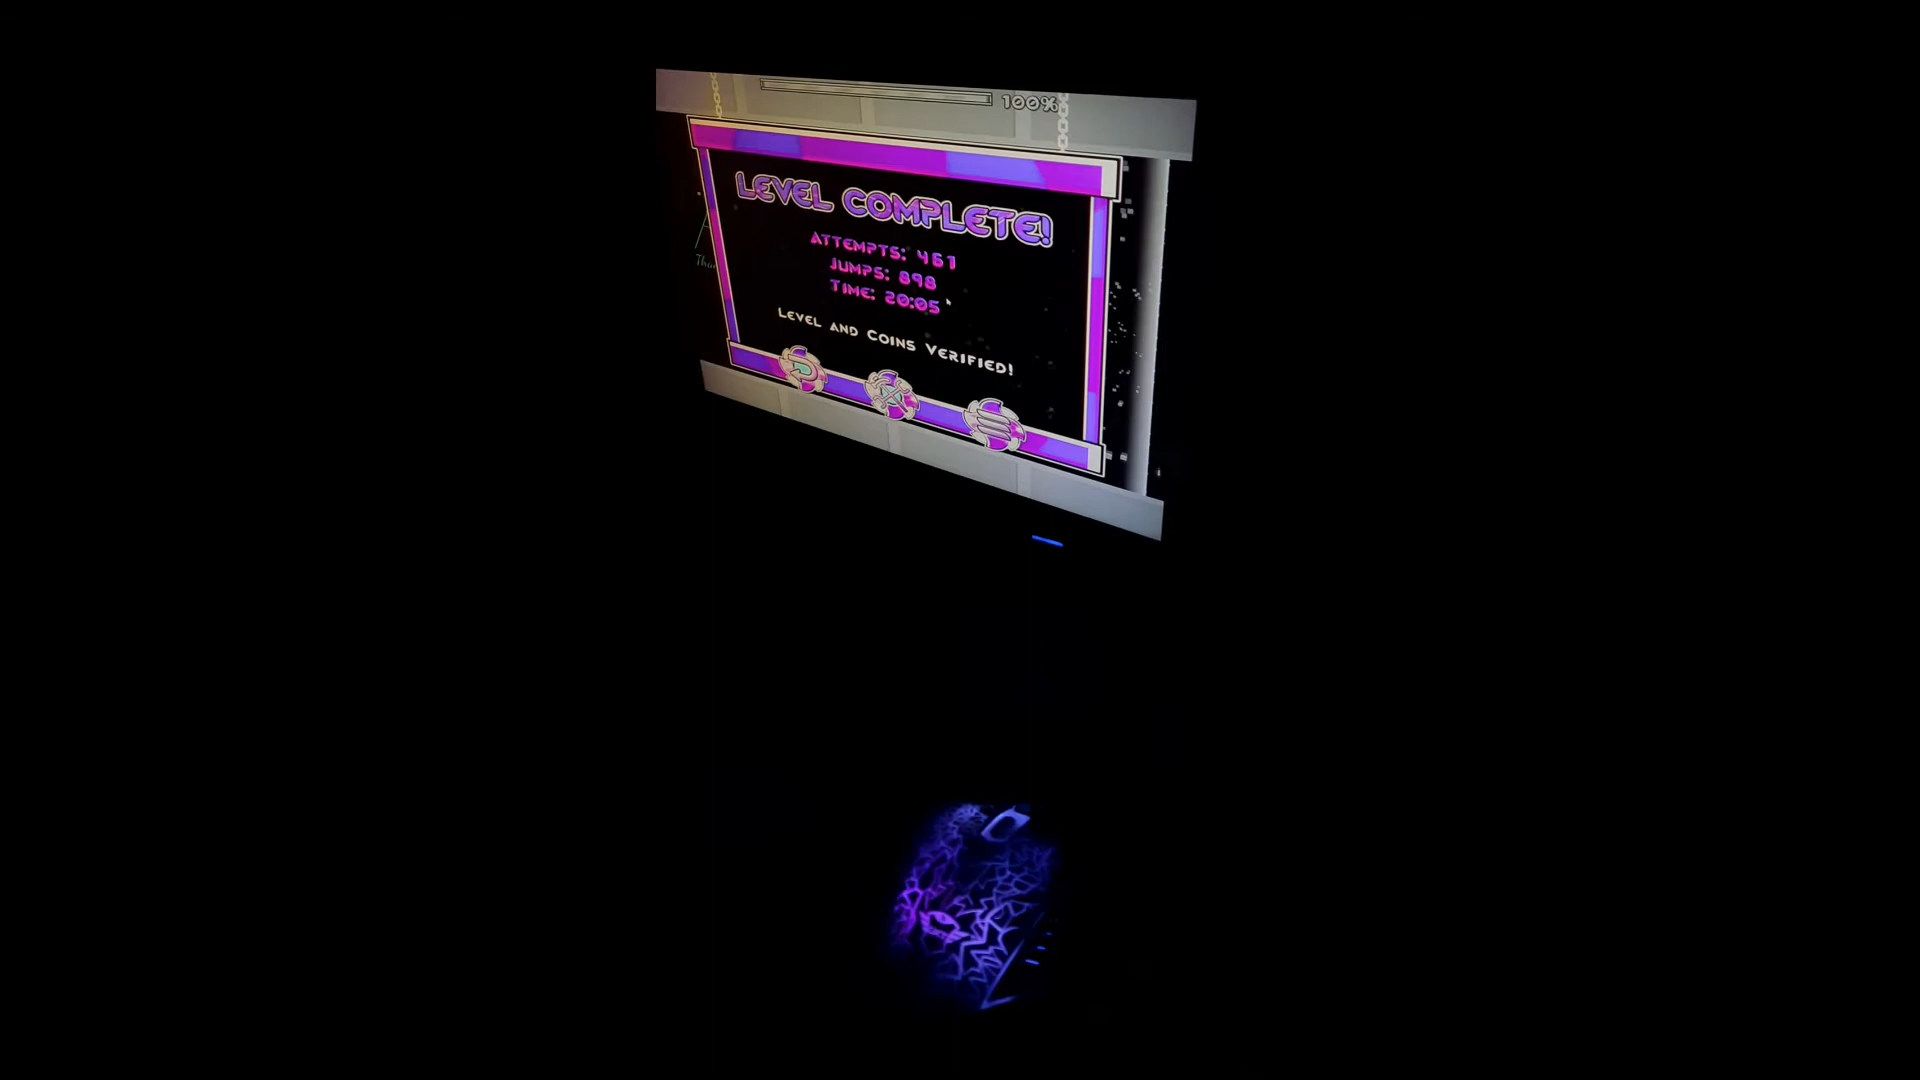 100%
LEVEL COMPLETE!
ATTEMPTS: 461
JUMPS: 898
TIME: 20:05
LEVEL AND COINS VERIFIED!